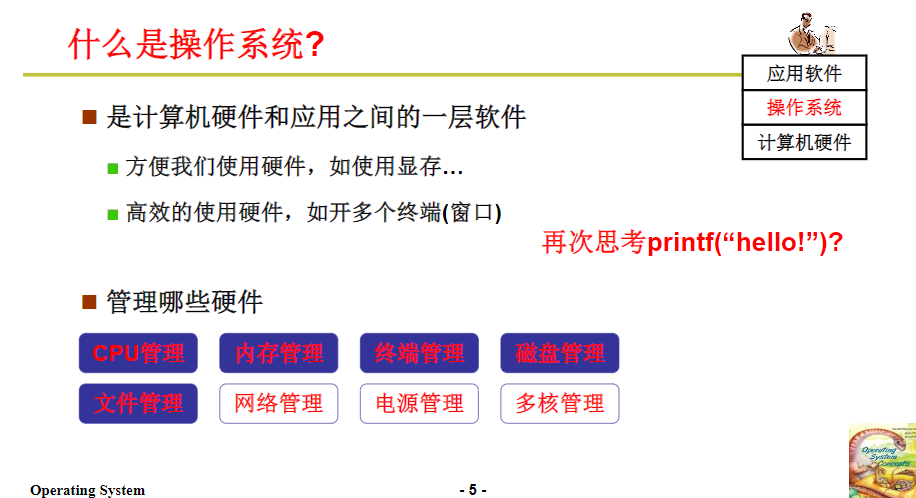 什么是操作系统?
应用软件
操作系统
计算机硬件
是计算机硬件和应用之间的一层软件
方便我们使用硬件，如使用显存…
高效的使用硬件，如开多个终端(窗口)
再次思考printf(“hello!”)?
管理哪些硬件
CPU管理 内存管理 终端管理 磁盘管理
文件管理 网络管理 电源管理 多核管理
Operating
System
Concepts
Operating System - 5 -